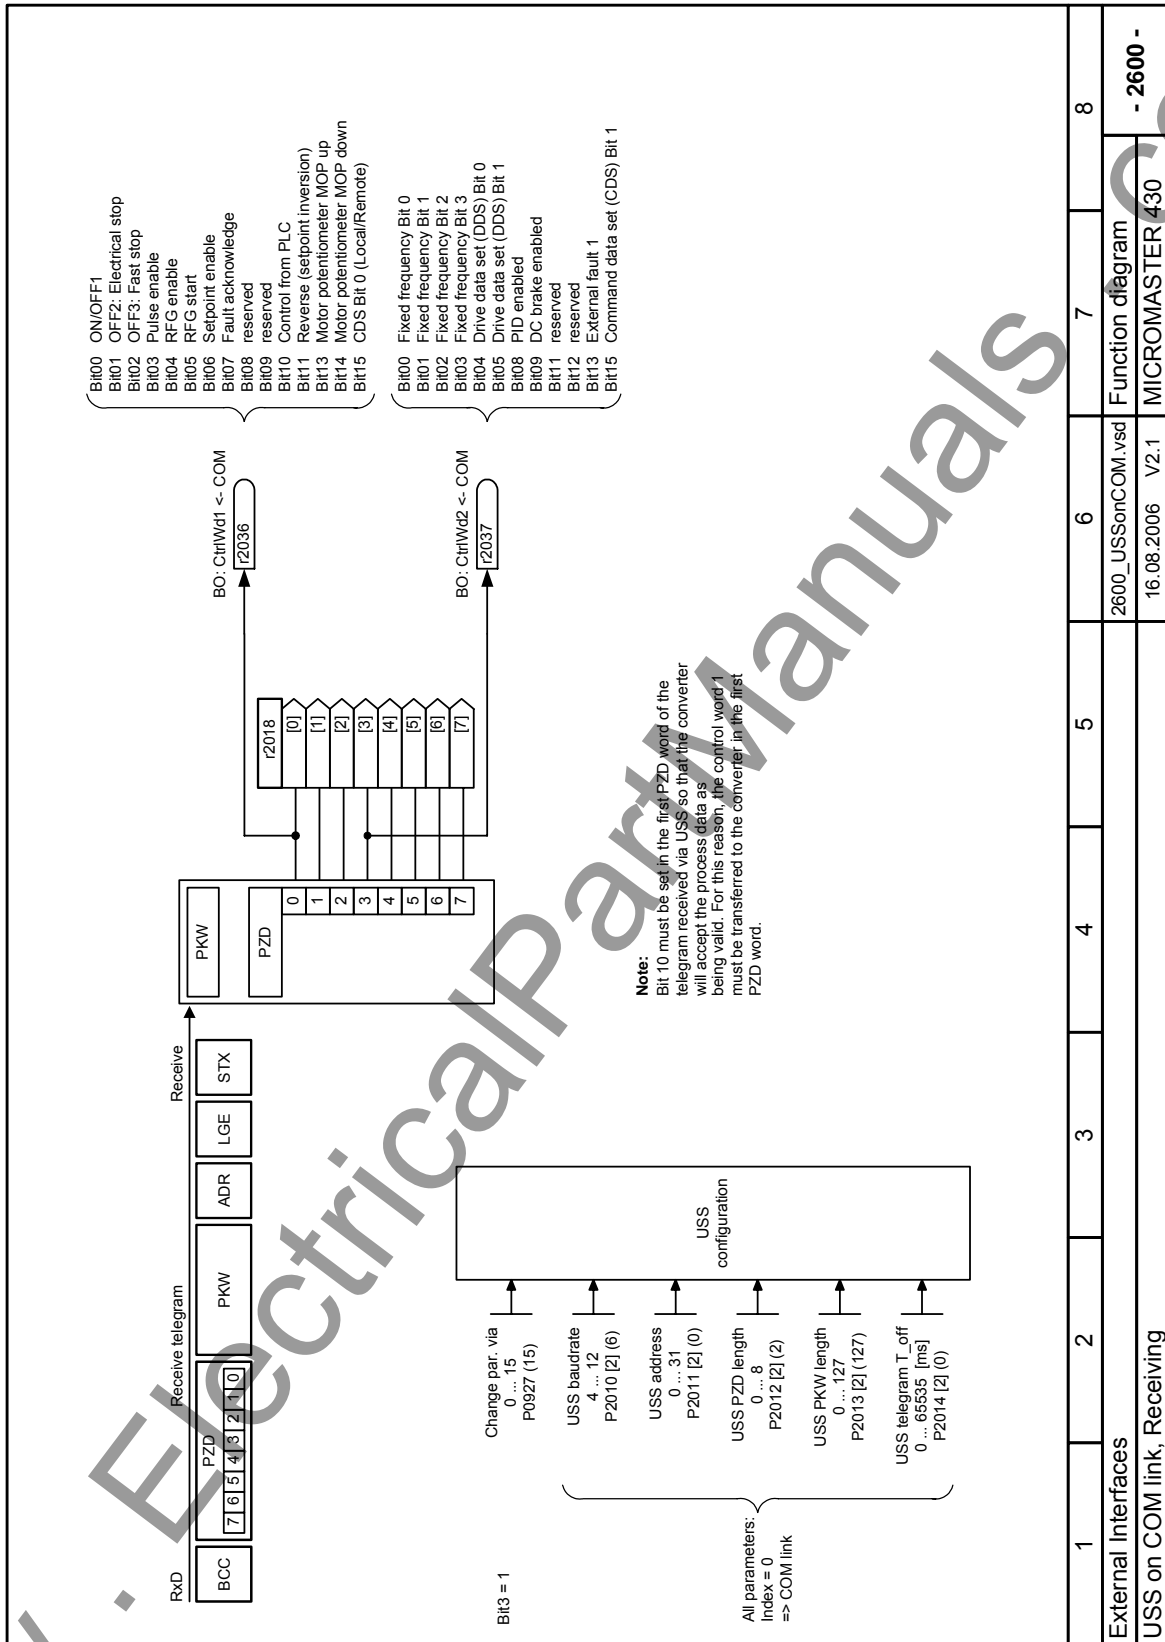 RxD
Receive telegram
Receive
BCC
PZD
7 6 5 4 3 2 1 0
PKW
ADR
LGE
STX
PKW
PZD
0
1
2
3
4
5
6
7
r2018
[0]
[1]
[2]
[3]
[4]
[5]
[6]
[7]
BO: CtrlWd1 <- COM
r2036
BO: CtrlWd2 <- COM
r2037
Bit00 ON/OFF1
Bit01 OFF2: Electrical stop
Bit02 OFF3: Fast stop
Bit03 Pulse enable
Bit04 RFG enable
Bit05 RFG start
Bit06 Setpoint enable
Bit07 Fault acknowledge
Bit08 reserved
Bit09 reserved
Bit10 Control from PLC
Bit11 Reverse (setpoint inversion)
Bit13 Motor potentiometer MOP up
Bit14 Motor potentiometer MOP down
Bit15 CDS Bit 0 (Local/Remote)
Bit00 Fixed frequency Bit 0
Bit01 Fixed frequency Bit 1
Bit02 Fixed frequency Bit 2
Bit03 Fixed frequency Bit 3
Bit04 Drive data set (DDS) Bit 0
Bit05 Drive data set (DDS) Bit 1
Bit08 PID enabled
Bit09 DC brake enabled
Bit11 reserved
Bit12 reserved
Bit13 External fault 1
Bit15 Command data set (CDS) Bit 1
Bit3 = 1
Change par. via
0 ... 15
P0927 (15)
USS baudrate
4 ... 12
P2010 [2] (6)
USS address
0 ... 31
P2011 [2] (0)
USS PZD length
0 ... 8
P2012 [2] (2)
USS PKW length
0 ... 127
P2013 [2] (127)
USS telegram T_off
0 ... 65535 [ms]
P2014 [2] (0)
All parameters:
Index = 0
=> COM link
USS
configuration
Note:
Bit 10 must be set in the first PZD word of the
telegram received via USS so that the converter
will accept the process data as
being valid. For this reason, the control word 1
must be transferred to the converter in the first
PZD word.
1 2 3 4 5 6 7 8
External Interfaces
2600_USSonCOM.vsd
Function diagram
- 2600 -
USS on COM link, Receiving
16.08.2006 V2.1
MICROMASTER 430
. ElectricalPartManuals .